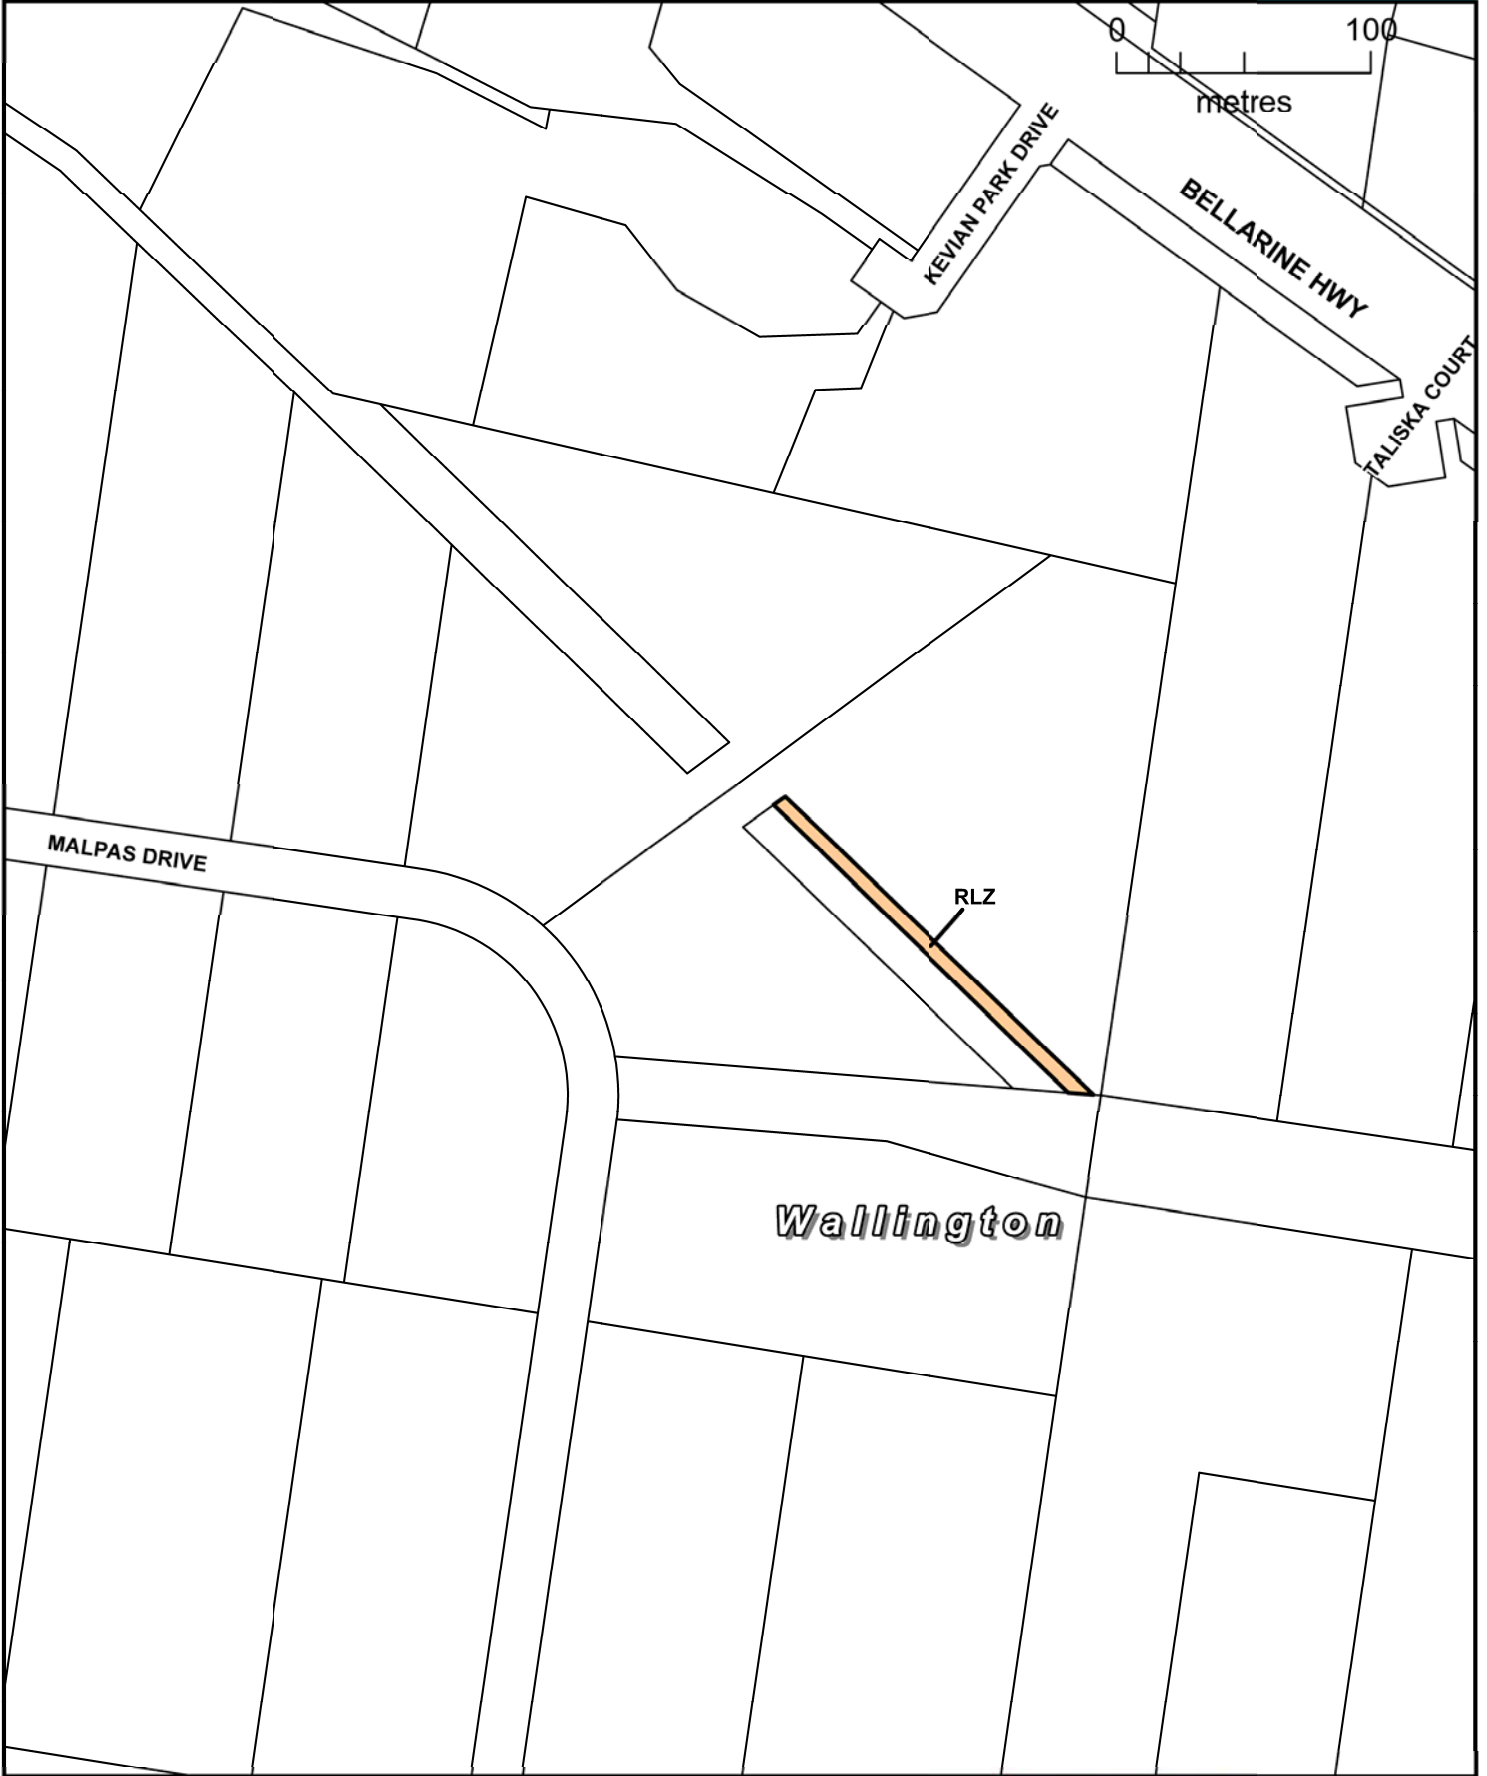 0 100
metres
KEVIAN PARK DRIVE
BELLARINE HWY
TALISKA COURT
MALPAS DRIVE
RLZ
Wallington